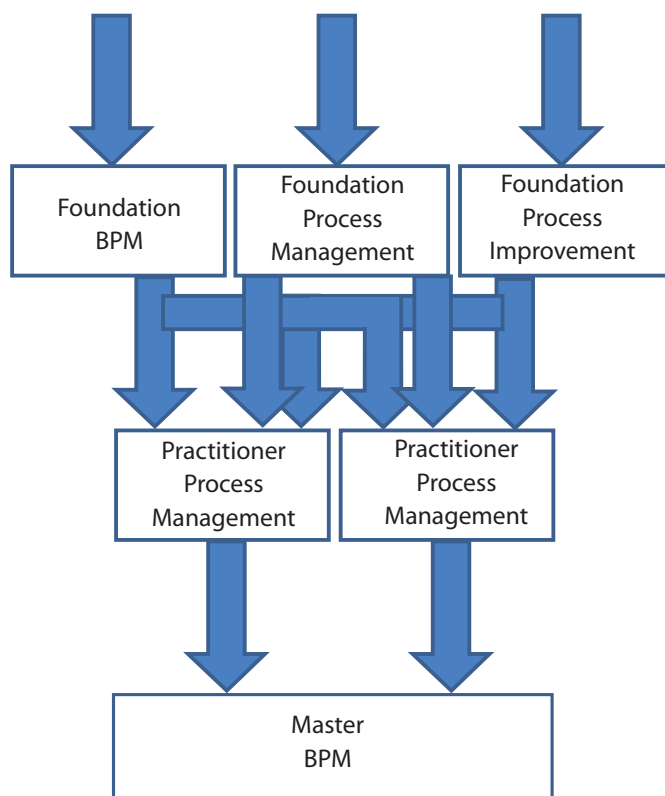 Foundation
BPM
Foundation
Process
Management
Foundation
Process
Improvement
Practitioner
Process
Management
Practitioner
Process
Management
Master
BPM